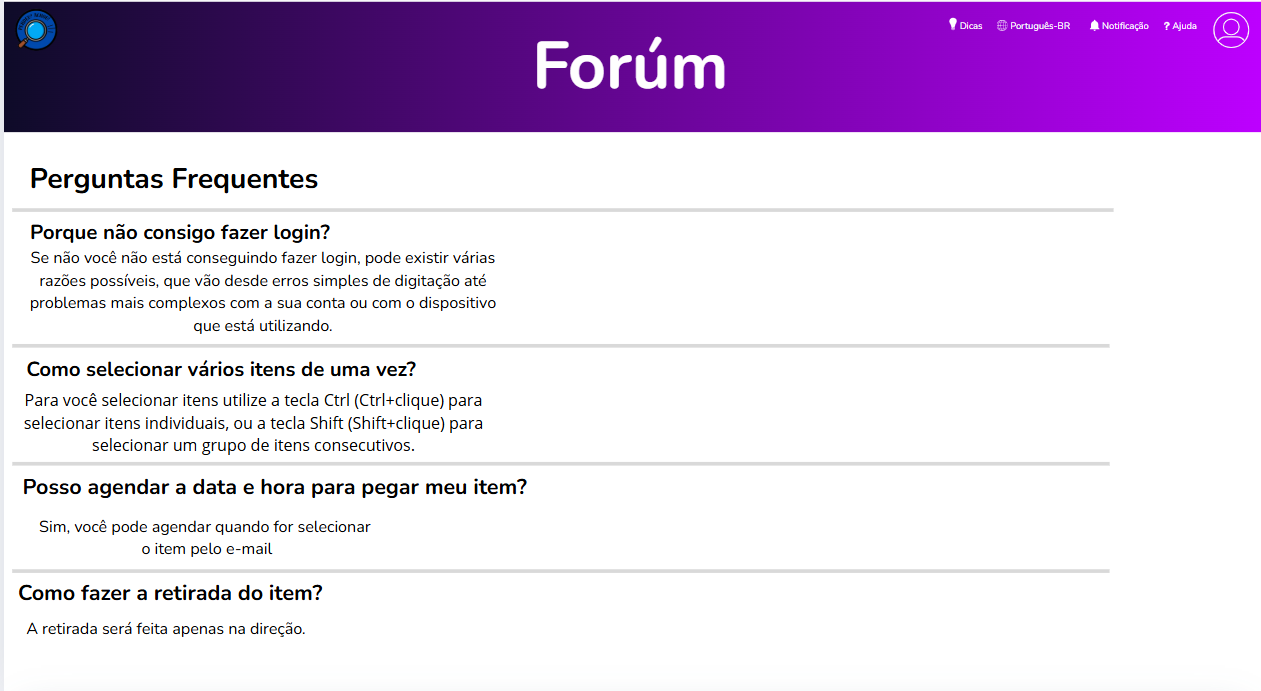 Dicas
Português-BR
Notificação
? Ajuda
Forúm
Perguntas Frequentes
Porque não consigo fazer login?
Se não você não está conseguindo fazer login, pode existir várias
razões possíveis, que vão desde erros simples de digitação até
problemas mais complexos com a sua conta ou com o dispositivo
que está utilizando.
Como selecionar vários itens de uma vez?
Para você selecionar itens utilize a tecla Ctrl (Ctrl+clique) para
selecionar itens individuais, ou a tecla Shift (Shift+clique) para
selecionar um grupo de itens consecutivos.
Posso agendar a data e hora para pegar meu item?
Sim, você pode agendar quando for selecionar
o item pelo e-mail
Como fazer a retirada do item?
A retirada será feita apenas na direção.